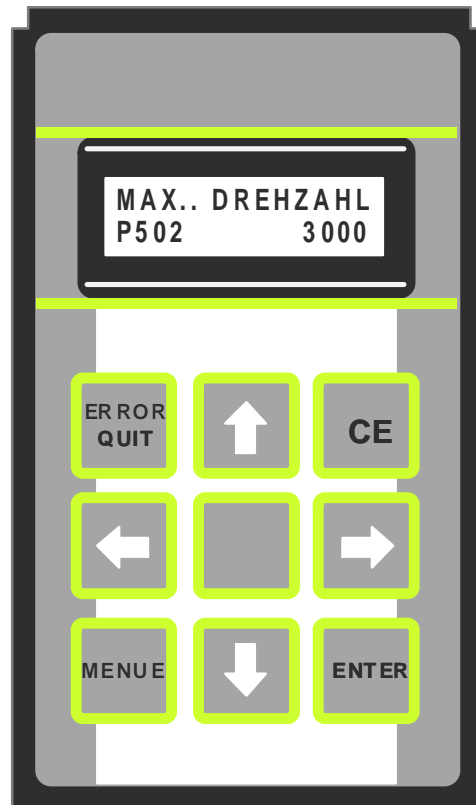 MAX.. DREHZAHL
P502 3000
ERROR
QUIT
CE
MENUE
ENTER